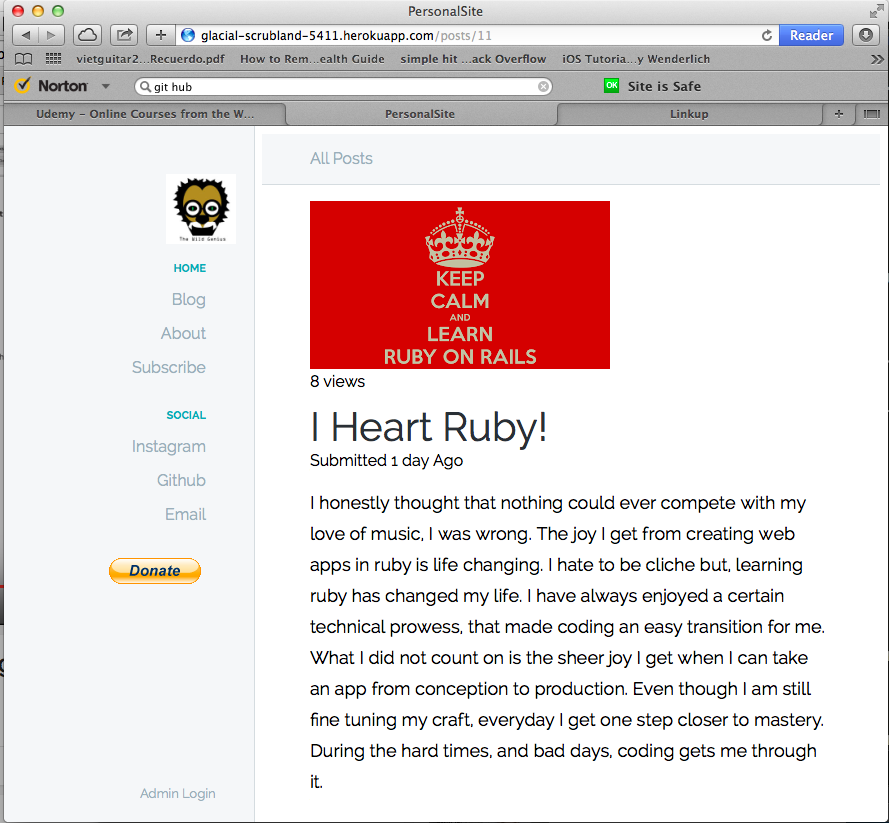 PersonalSite
glacial-scrubland-5411.herokuapp.com/posts/11
Reader
vietguitar2...Recuerdo.pdf How to Rem...ealth Guide simple hit ...ack Overflow iOS Tutoria...y Wenderlich
Norton git hub OK Site is Safe
Udemy – Online Courses from the W... PersonalSite Linkup
All Posts
The Wild Genius
HOME
Blog
About
Subscribe
SOCIAL
Instagram
Github
Email
Donate
Admin Login
KEEP
CALM
AND
LEARN
RUBY ON RAILS
8 views
I Heart Ruby!
Submitted 1 day Ago
I honestly thought that nothing could ever compete with my
love of music, I was wrong. The joy I get from creating web
apps in ruby is life changing. I hate to be cliche but, learning
ruby has changed my life. I have always enjoyed a certain
technical prowess, that made coding an easy transition for me.
What I did not count on is the sheer joy I get when I can take
an app from conception to production. Even though I am still
fine tuning my craft, everyday I get one step closer to mastery.
During the hard times, and bad days, coding gets me through
it.